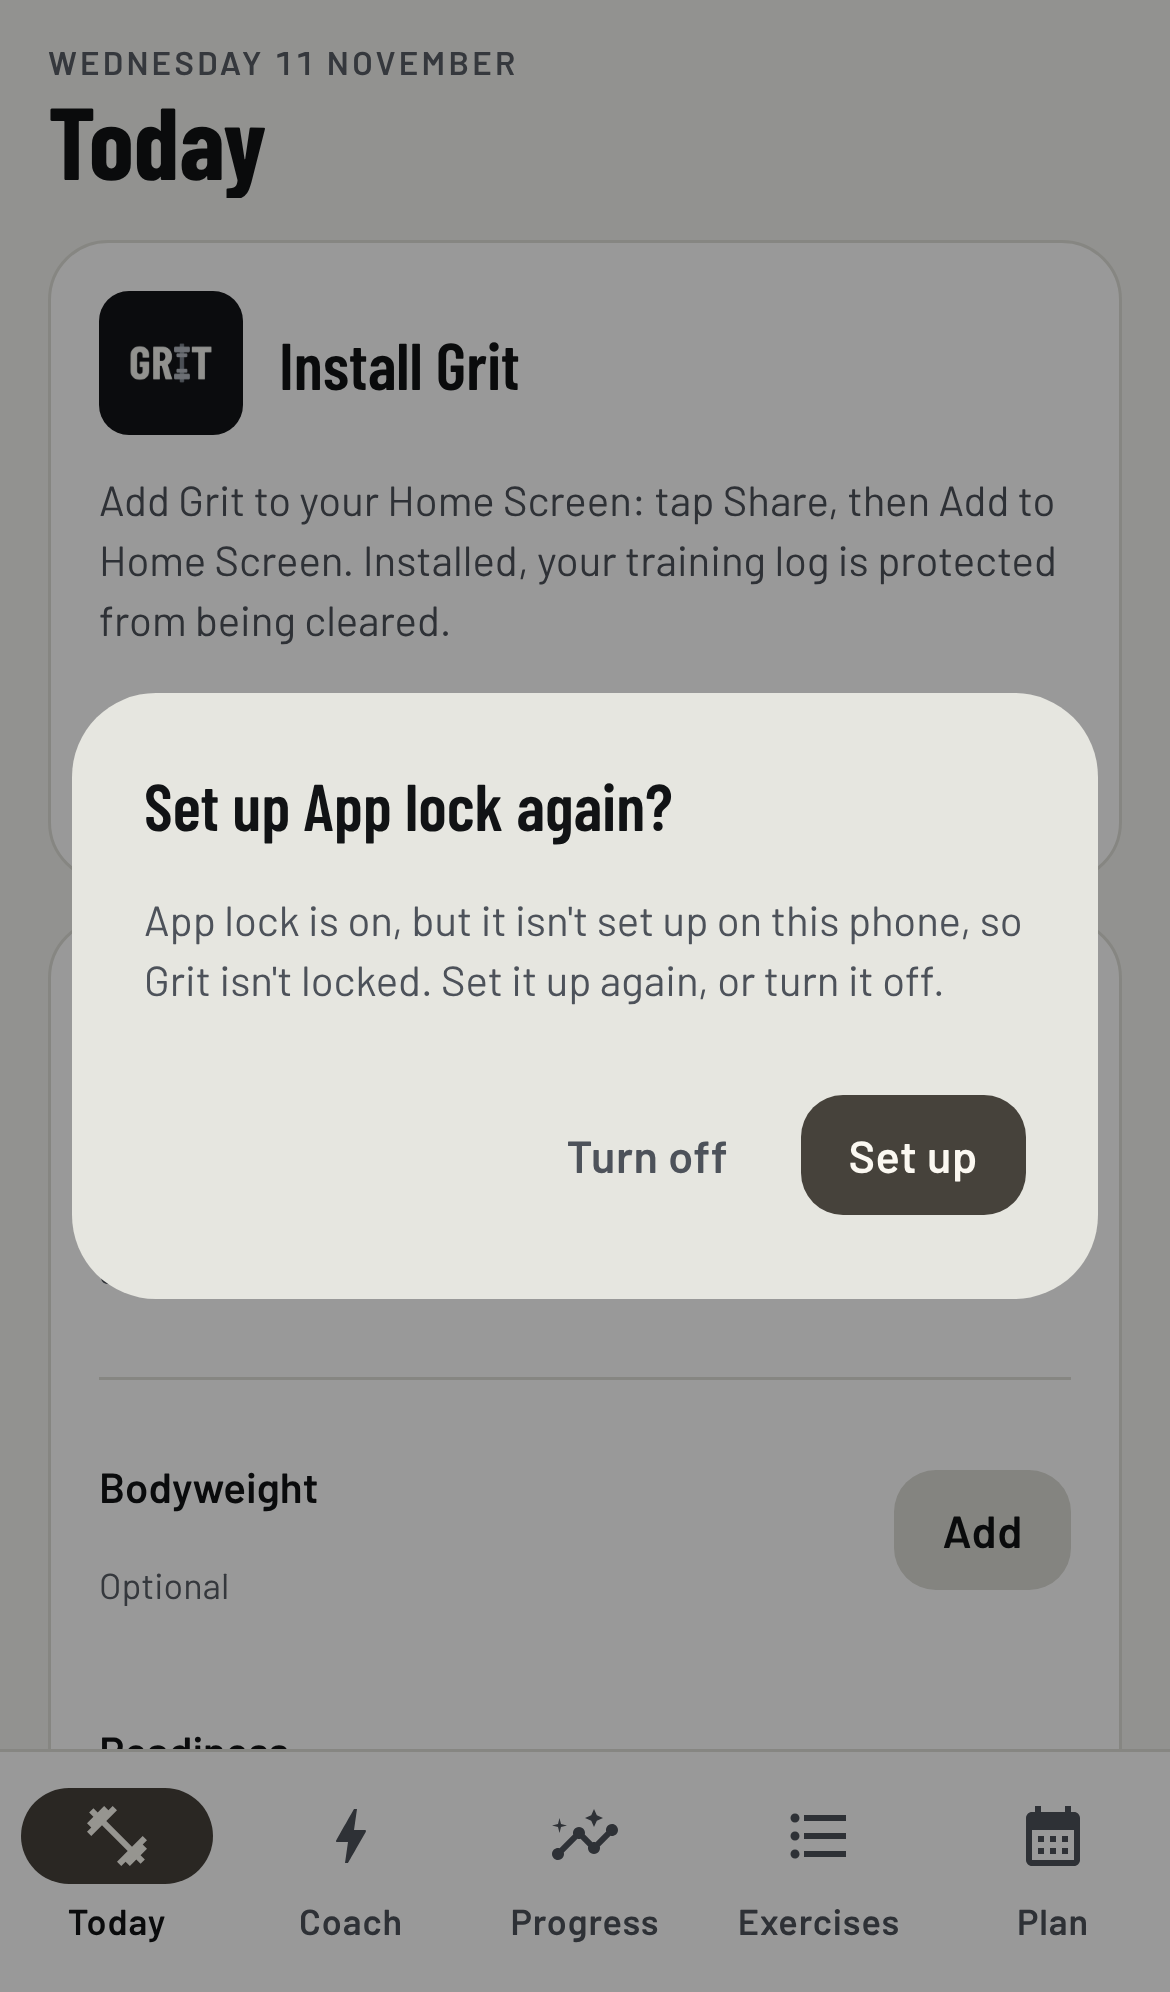 WEDNESDAY 11 NOVEMBER
Today
GRIT
Install Grit
Add Grit to your Home Screen: tap Share, then Add to
Home Screen. Installed, your training log is protected
from being cleared.
Set up App lock again?
App lock is on, but it isn't set up on this phone, so
Grit isn't locked. Set it up again, or turn it off.
Turn off
Set up
Bodyweight
Add
Optional
Readiness
Today
Coach
Progress
Exercises
Plan